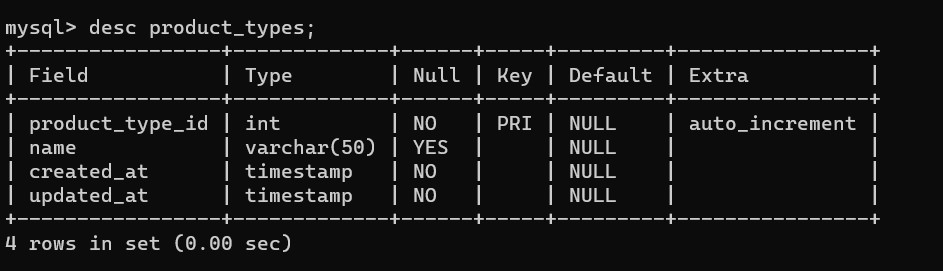 mysql> desc product_types;
+-----------------+-------------+------+-----+---------+----------------+
| Field           | Type        | Null | Key | Default | Extra          |
+-----------------+-------------+------+-----+---------+----------------+
| product_type_id | int         | NO   | PRI | NULL    | auto_increment |
| name            | varchar(50) | YES  |     | NULL    |                |
| created_at      | timestamp   | NO   |     | NULL    |                |
| updated_at      | timestamp   | NO   |     | NULL    |                |
+-----------------+-------------+------+-----+---------+----------------+
4 rows in set (0.00 sec)